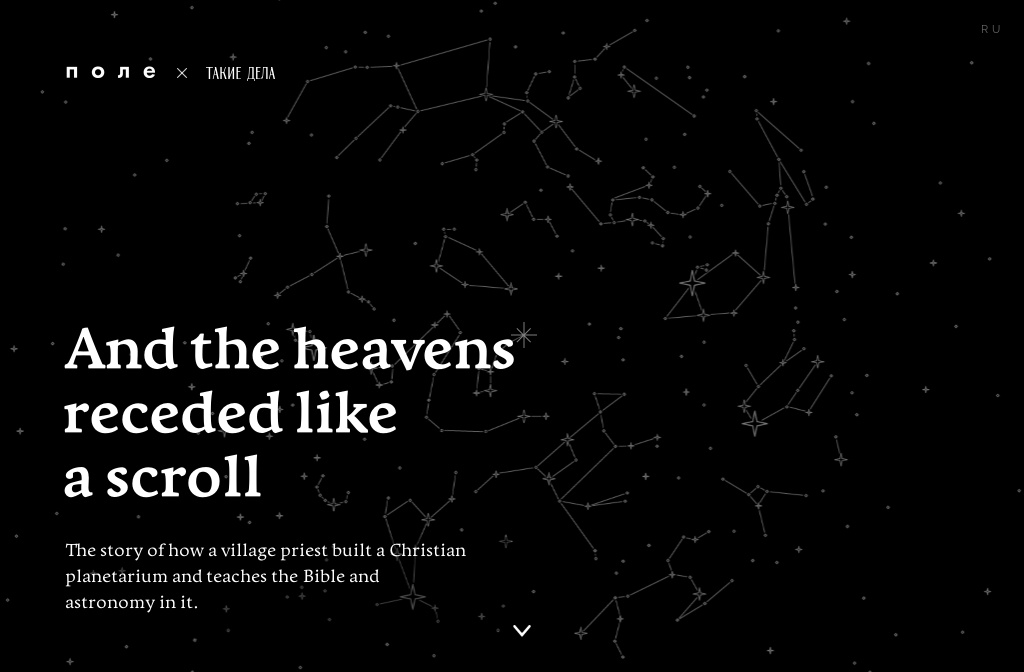 RU
поле × ТАКИЕ ДЕЛА
And the heavens
receded like
a scroll
The story of how a village priest built a Christian
planetarium and teaches the Bible and
astronomy in it.